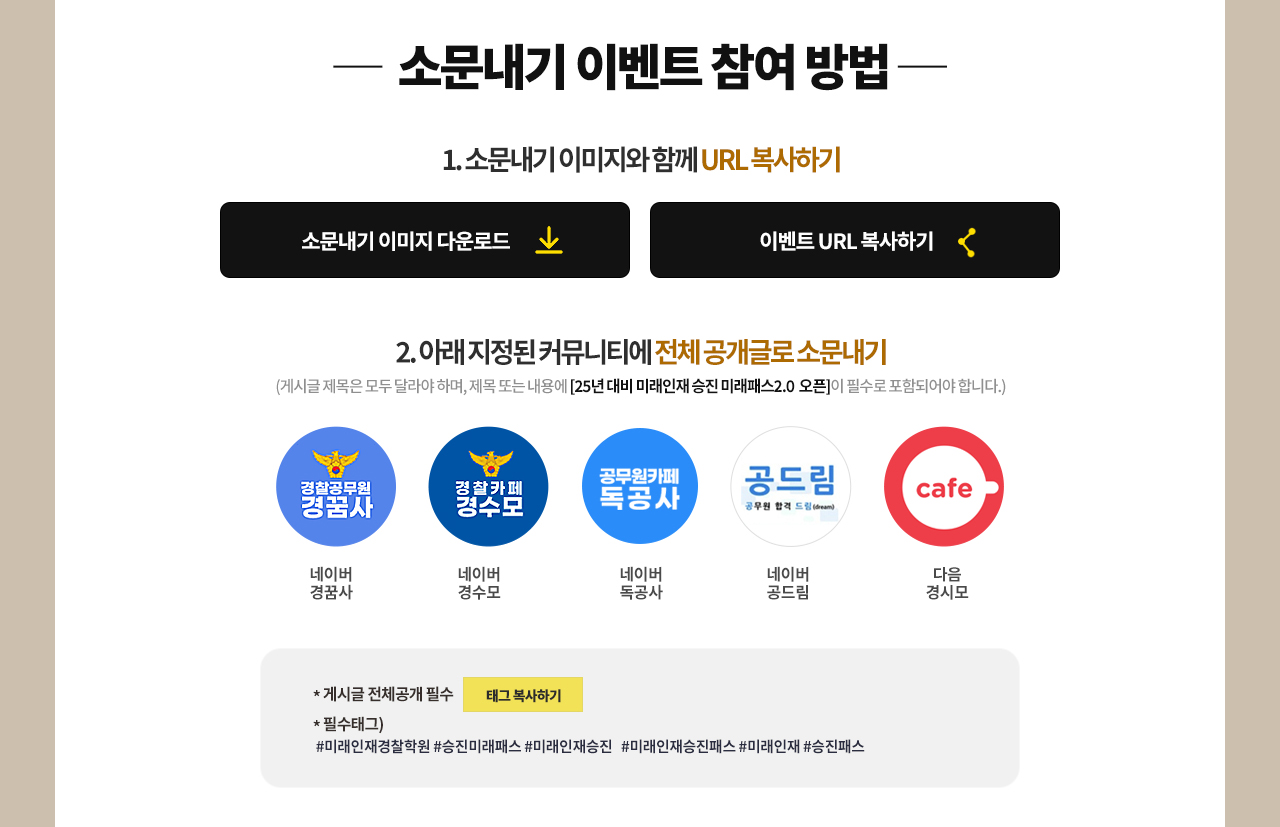 소문내기 이벤트 참여 방법
1. 소문내기 이미지와 함께 URL 복사하기
소문내기 이미지 다운로드
이벤트 URL 복사하기
2. 아래 지정된 커뮤니티에 전체 공개글로 소문내기
(게시글 제목은 모두 달라야 하며, 제목 또는 내용에 [25년 대비 미래인재 승진 미래패스2.0 오픈]이 필수로 포함되어야 합니다.)
경찰공무원
경꿈사
경찰카페
경수모
공무원카페
독공사
공드림
공무원 합격 드림(dream)
cafe
네이버
경꿈사
네이버
경수모
네이버
독공사
네이버
공드림
다음
경시모
* 게시글 전체공개 필수
태그 복사하기
* 필수태그)
#미래인재경찰학원 #승진미래패스 #미래인재승진 #미래인재승진패스 #미래인재 #승진패스